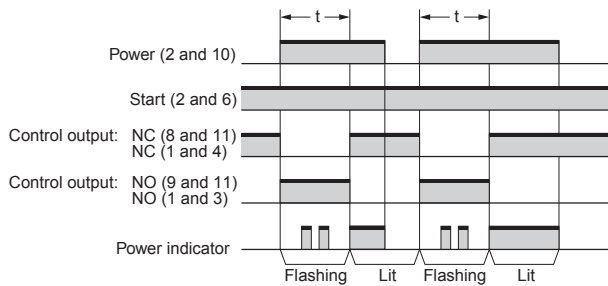 t t
Power (2 and 10)
Start (2 and 6)
Control output: NC (8 and 11)
NC (1 and 4)
Control output: NO (9 and 11)
NO (1 and 3)
Power indicator
Flashing Lit Flashing Lit